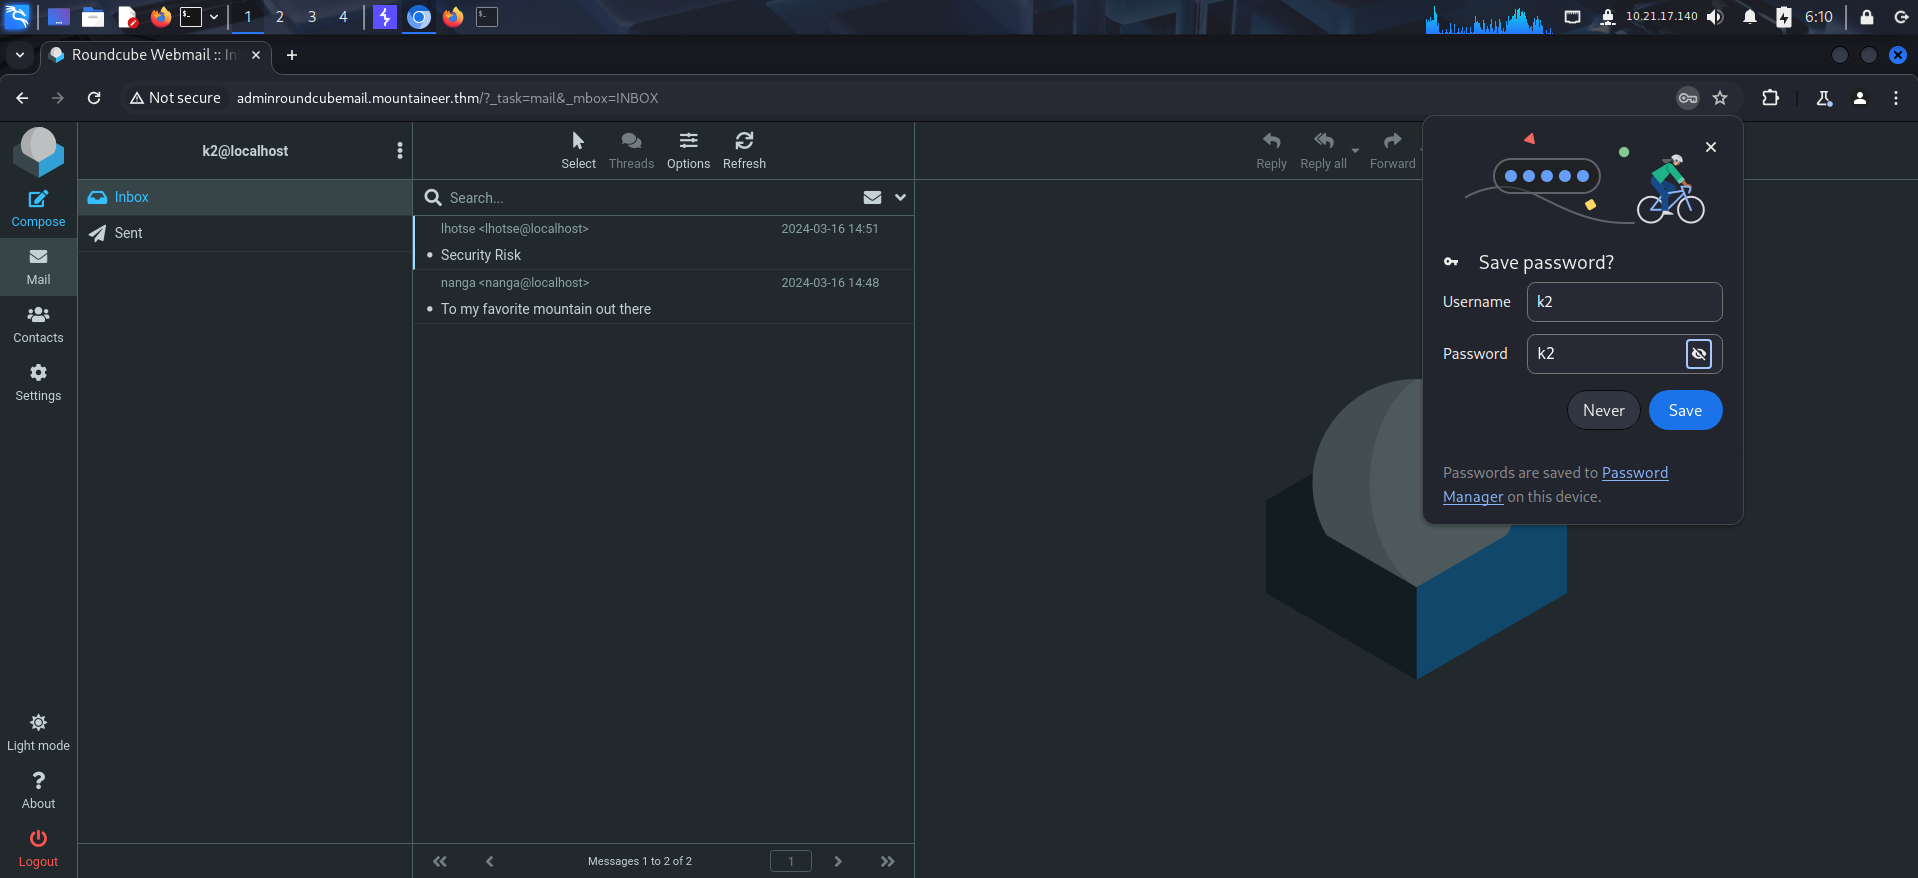 1 2 3 4
10.21.17.140
6:10
Roundcube Webmail :: In
Not secure
adminroundcubemail.mountaineer.thm/?_task=mail&_mbox=INBOX
k2@localhost
Compose
Mail
Contacts
Settings
Light mode
About
Logout
Inbox
Sent
Select
Threads
Options
Refresh
Search...
lhotse <lhotse@localhost> 2024-03-16 14:51
• Security Risk
nanga <nanga@localhost> 2024-03-16 14:48
• To my favorite mountain out there
Messages 1 to 2 of 2
1
Reply
Reply all
Forward
Save password?
Username k2
Password k2
Never
Save
Passwords are saved to Password
Manager on this device.